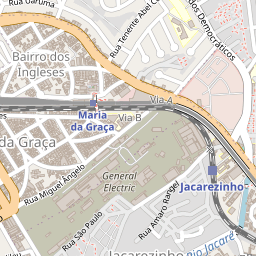 Rua Garuma
Rua Tenente Abel C
dos Democráticos
Bairro dos
Ingleses
Via A
Maria
da Graça
Via B
da Graça
Jacarezinho
General
Electric
Rua Miguel Ângelo
Rua Amaro Rangel
Rua São Paulo
Jacarezinho
Rio Jacaré